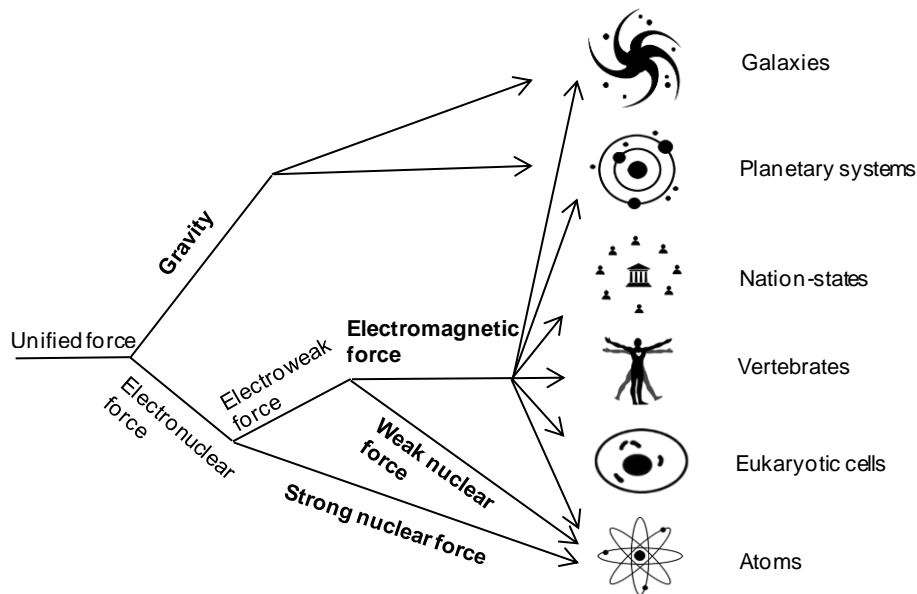 Galaxies
Planetary systems
Gravity
Nation-states
Unified force
Electromagnetic
force
Vertebrates
Electroweak
force
Electronuclear
force
Weak nuclear
force
Eukaryotic cells
Strong nuclear force
Atoms